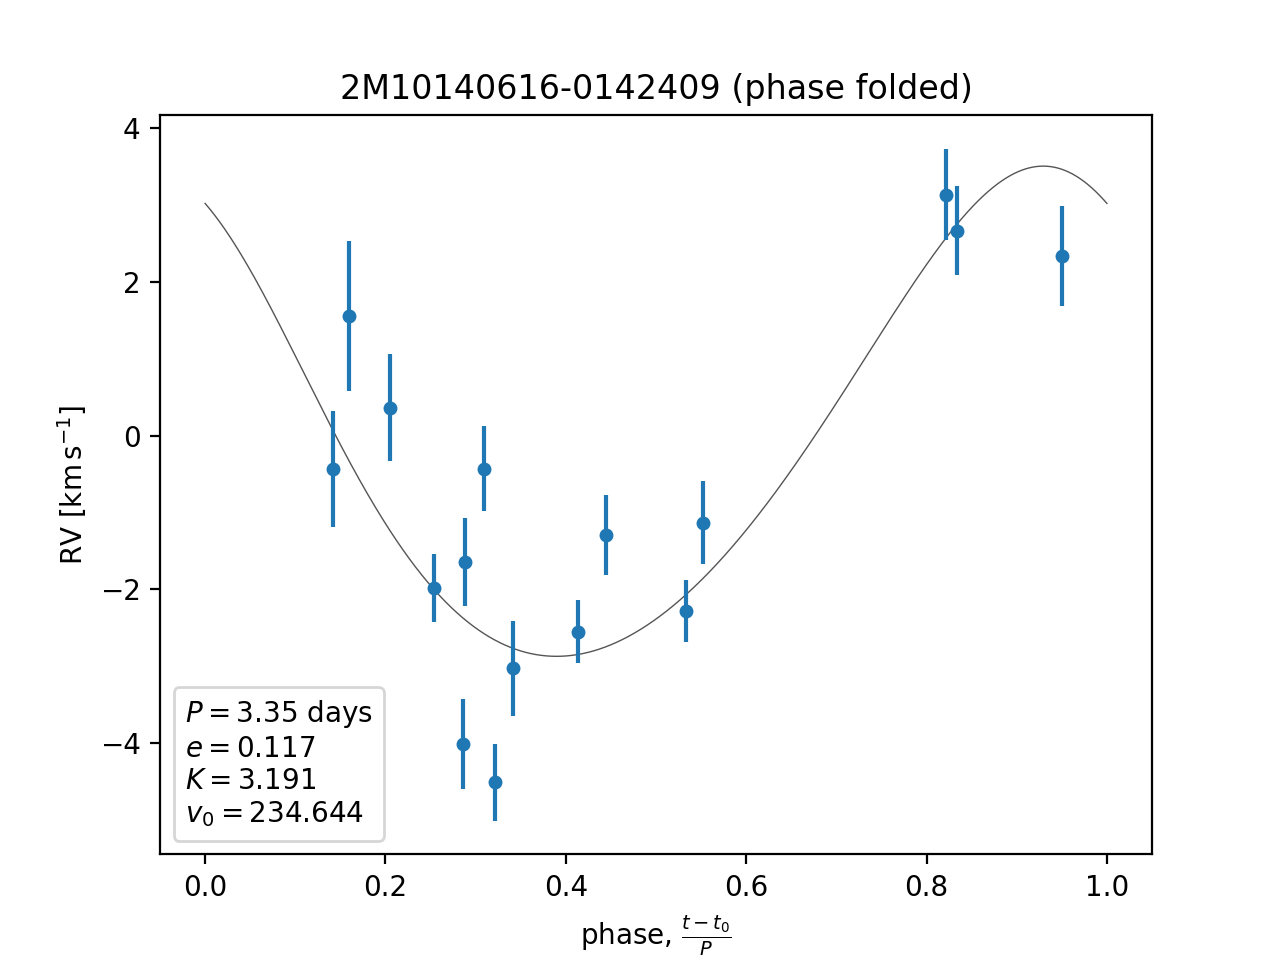 2M10140616-0142409 (phase folded)
4
2
0
−2
−4
RV [km s⁻¹]
P = 3.35 days
e = 0.117
K = 3.191
v₀ = 234.644
0.0 0.2 0.4 0.6 0.8 1.0
phase, (t − t₀)/P